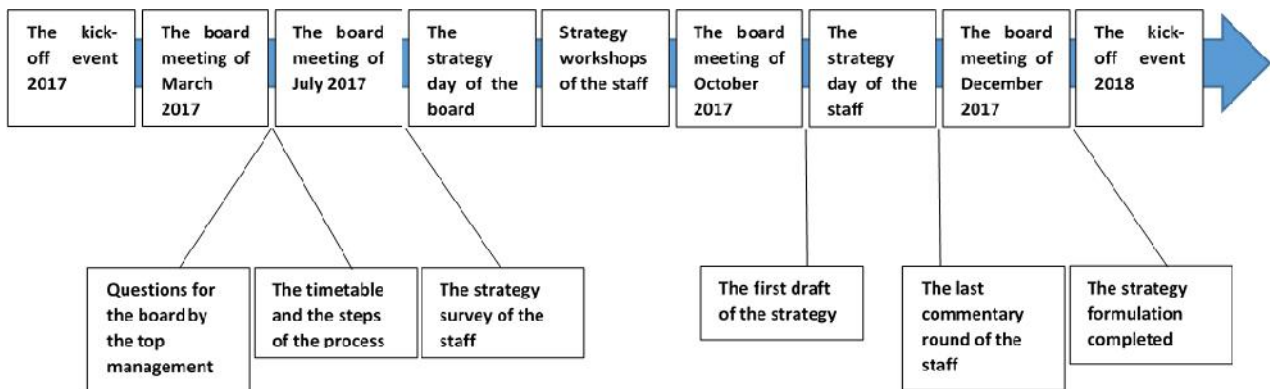 The kick-
off event
2017
The board
meeting of
March
2017
The board
meeting of
July 2017
The
strategy
day of the
board
Strategy
workshops
of the staff
The board
meeting of
October
2017
The
strategy
day of the
staff
The board
meeting of
December
2017
The kick-
off event
2018
Questions for
the board by
the top
management
The timetable
and the steps
of the process
The strategy
survey of the
staff
The first draft
of the strategy
The last
commentary
round of the
staff
The strategy
formulation
completed